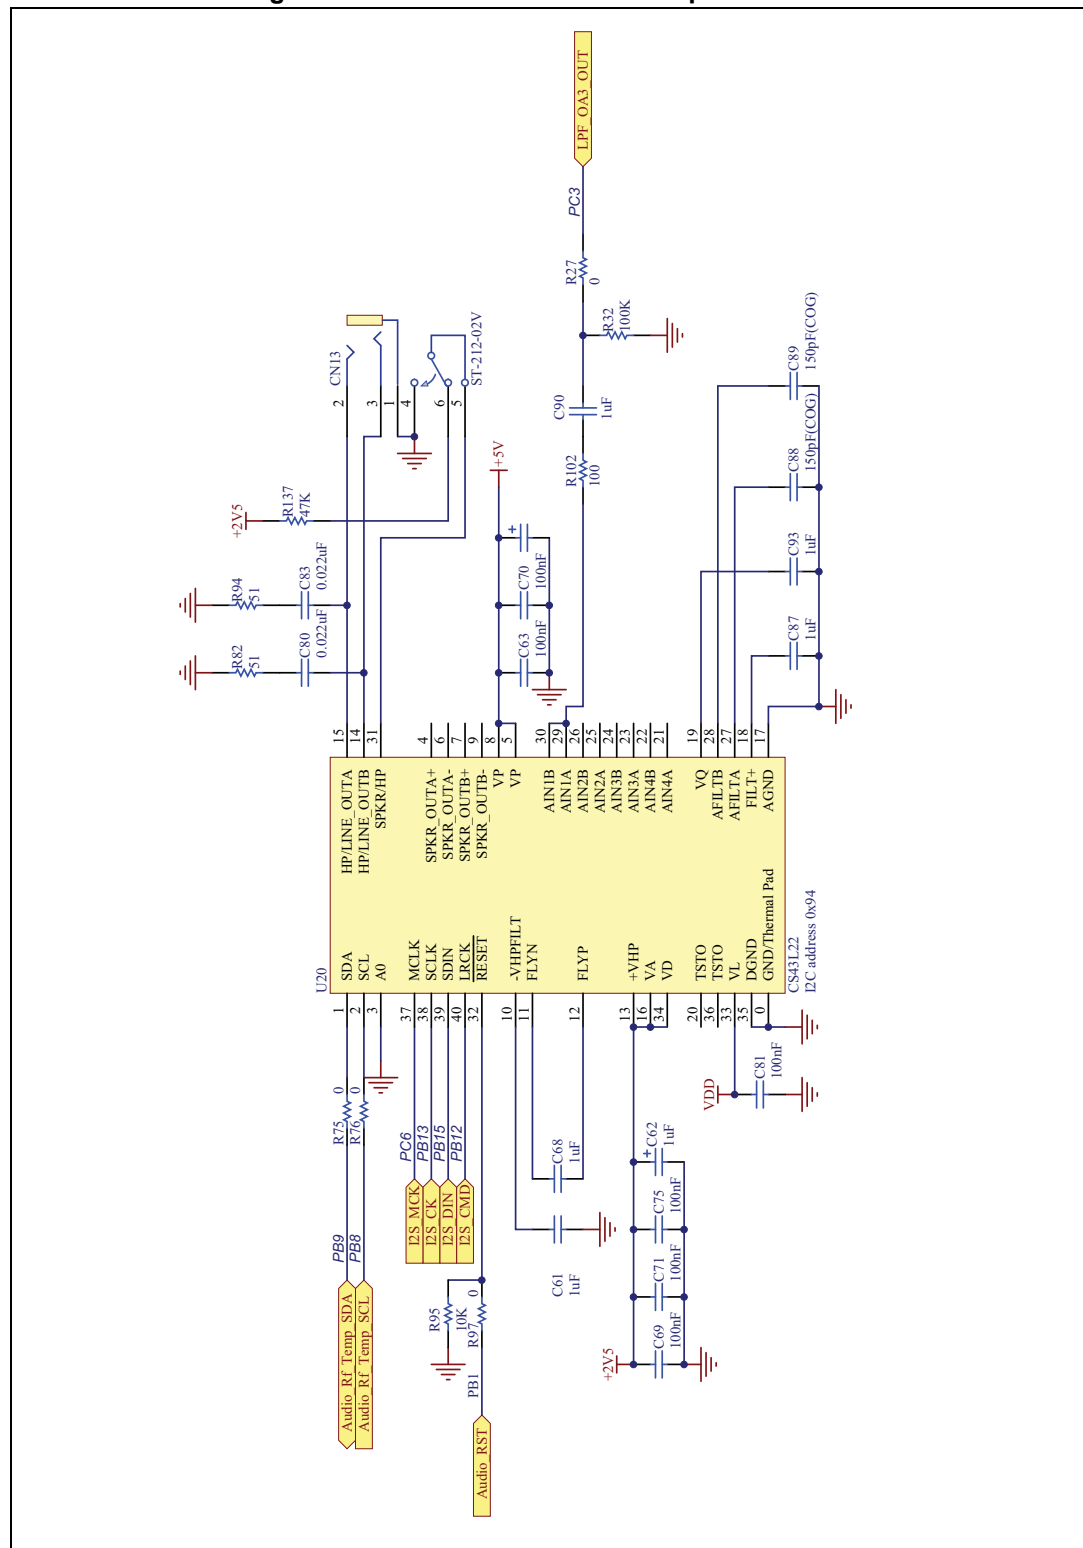 LPF_OA3_OUT
PC3
R27
0
R32
100K
C90
1uF
R102
100
CN13
2
3
1
4
6
5
ST-212-02V
+2V5
R137
47K
+5V
R94
51
C83
0.022uF
R82
51
C80
0.022uF
+
C70
100nF
C63
100nF
C89
150pF(COG)
C88
150pF(COG)
C93
1uF
C87
1uF
15
14
31
4
6
7
9
8
5
30
29
26
25
24
23
22
21
19
28
27
18
17
HP/LINE_OUTA
HP/LINE_OUTB
SPKR/HP
SPKR_OUTA+
SPKR_OUTA-
SPKR_OUTB+
SPKR_OUTB-
VP
VP
AIN1B
AIN1A
AIN2B
AIN2A
AIN3B
AIN3A
AIN4B
AIN4A
VQ
AFILTB
AFILTA
FILT+
AGND
U20
SDA
SCL
A0
MCLK
SCLK
SDIN
LRCK
RESET
-VHPFILT
FLYN
FLYP
+VHP
VA
VD
TSTO
TSTO
VL
DGND
GND/Thermal Pad
CS43L22
I2C address 0x94
1
2
3
37
38
39
40
32
10
11
12
13
16
34
20
36
33
35
0
R75
0
R76
0
PB9
PB8
Audio_Rf_Temp_SDA
Audio_Rf_Temp_SCL
PC6
PB13
PB15
PB12
I2S_MCK
I2S_CK
I2S_DIN
I2S_CMD
R95
10K
R97
0
PB1
Audio_RST
C68
1uF
C61
1uF
VDD
C81
100nF
+
C62
1uF
C75
100nF
C71
100nF
C69
100nF
+2V5